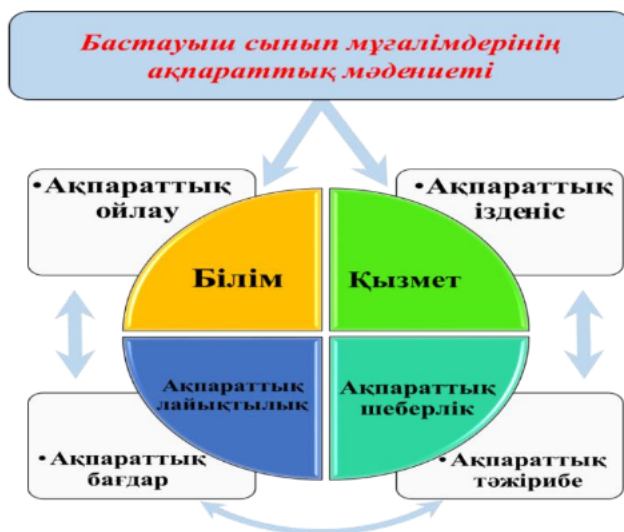 Бастауыш сынып мұғалімдерінің
ақпараттық мәдениеті
•Ақпараттық
ойлау
•Ақпараттық
ізденіс
Білім
Қызмет
Ақпараттық
лайықтылық
Ақпараттық
шеберлік
•Ақпараттық
бағдар
•Ақпараттық
тәжірибе